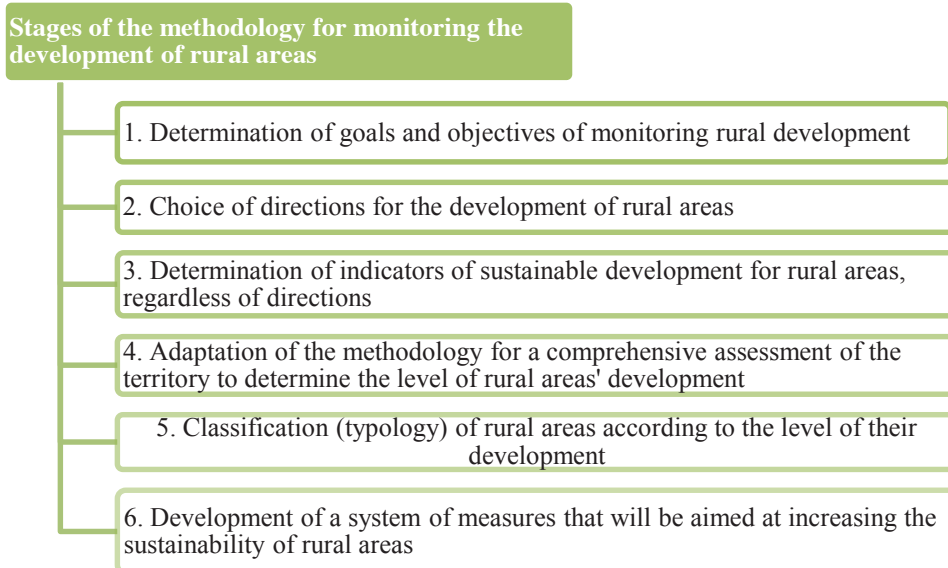 Stages of the methodology for monitoring the
development of rural areas
1. Determination of goals and objectives of monitoring rural development
2. Choice of directions for the development of rural areas
3. Determination of indicators of sustainable development for rural areas,
regardless of directions
4. Adaptation of the methodology for a comprehensive assessment of the
territory to determine the level of rural areas' development
5. Classification (typology) of rural areas according to the level of their
development
6. Development of a system of measures that will be aimed at increasing the
sustainability of rural areas